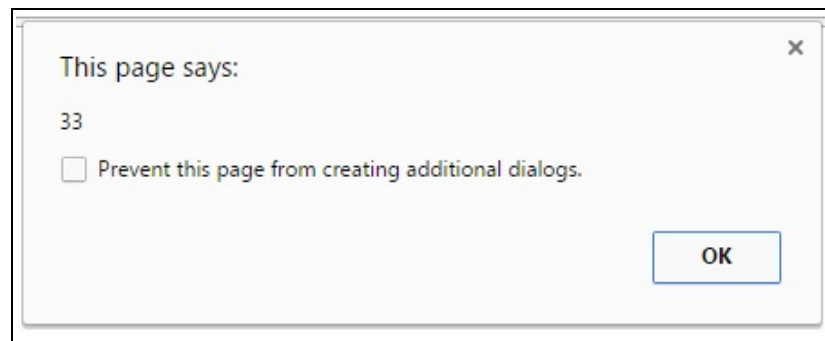 This page says:
33
Prevent this page from creating additional dialogs.
OK